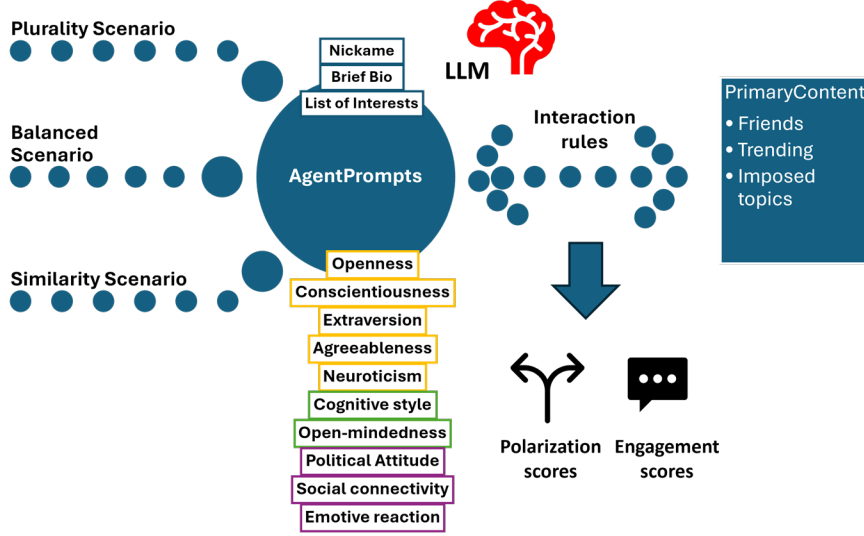 Plurality Scenario
Balanced
Scenario
Similarity Scenario
Nickame
Brief Bio
List of Interests
AgentPrompts
Openness
Conscientiousness
Extraversion
Agreeableness
Neuroticism
Cognitive style
Open-mindedness
Political Attitude
Social connectivity
Emotive reaction
LLM
Interaction
rules
PrimaryContent
• Friends
• Trending
• Imposed
topics
Polarization
scores
Engagement
scores